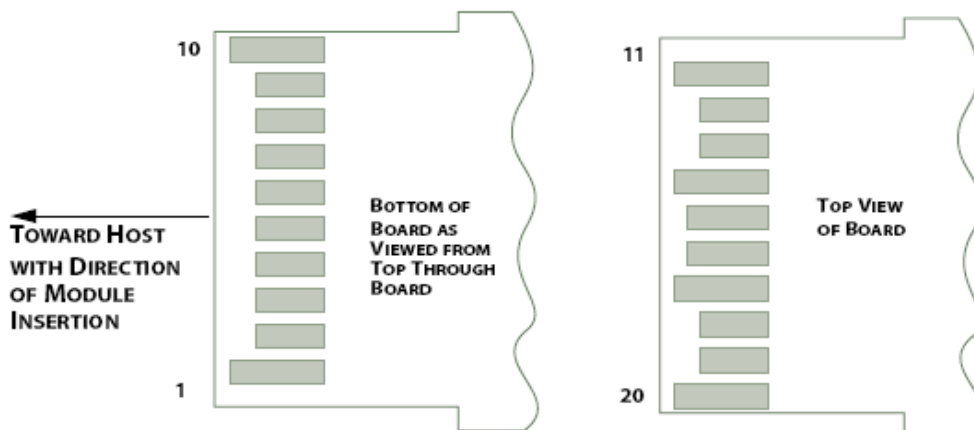 10
1
TOWARD HOST
WITH DIRECTION
OF MODULE
INSERTION
BOTTOM OF
BOARD AS
VIEWED FROM
TOP THROUGH
BOARD
11
20
TOP VIEW
OF BOARD